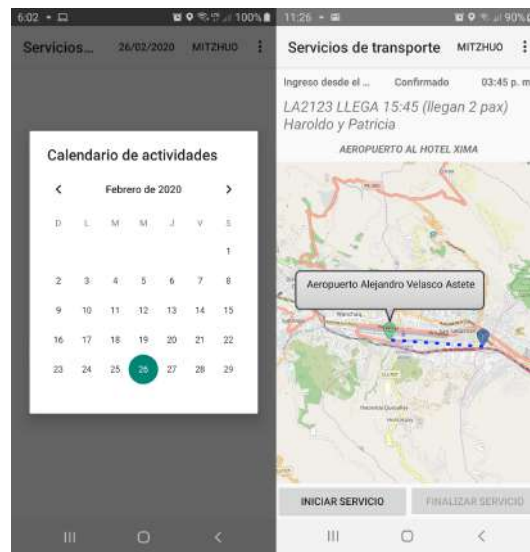 6:02
100%
Servicios...
26/02/2020
MITZHUO
Calendario de actividades
Febrero de 2020
D L M M J V S
1
2 3 4 5 6 7 8
9 10 11 12 13 14 15
16 17 18 19 20 21 22
23 24 25 26 27 28 29
11:26
90%
Servicios de transporte
MITZHUO
Ingreso desde el ...
Confirmado
03:45 p. m
LA2123 LLEGA 15:45 (llegan 2 pax)
Haroldo y Patricia
AEROPUERTO AL HOTEL XIMA
Aeropuerto Alejandro Velasco Astete
INICIAR SERVICIO
FINALIZAR SERVICIO